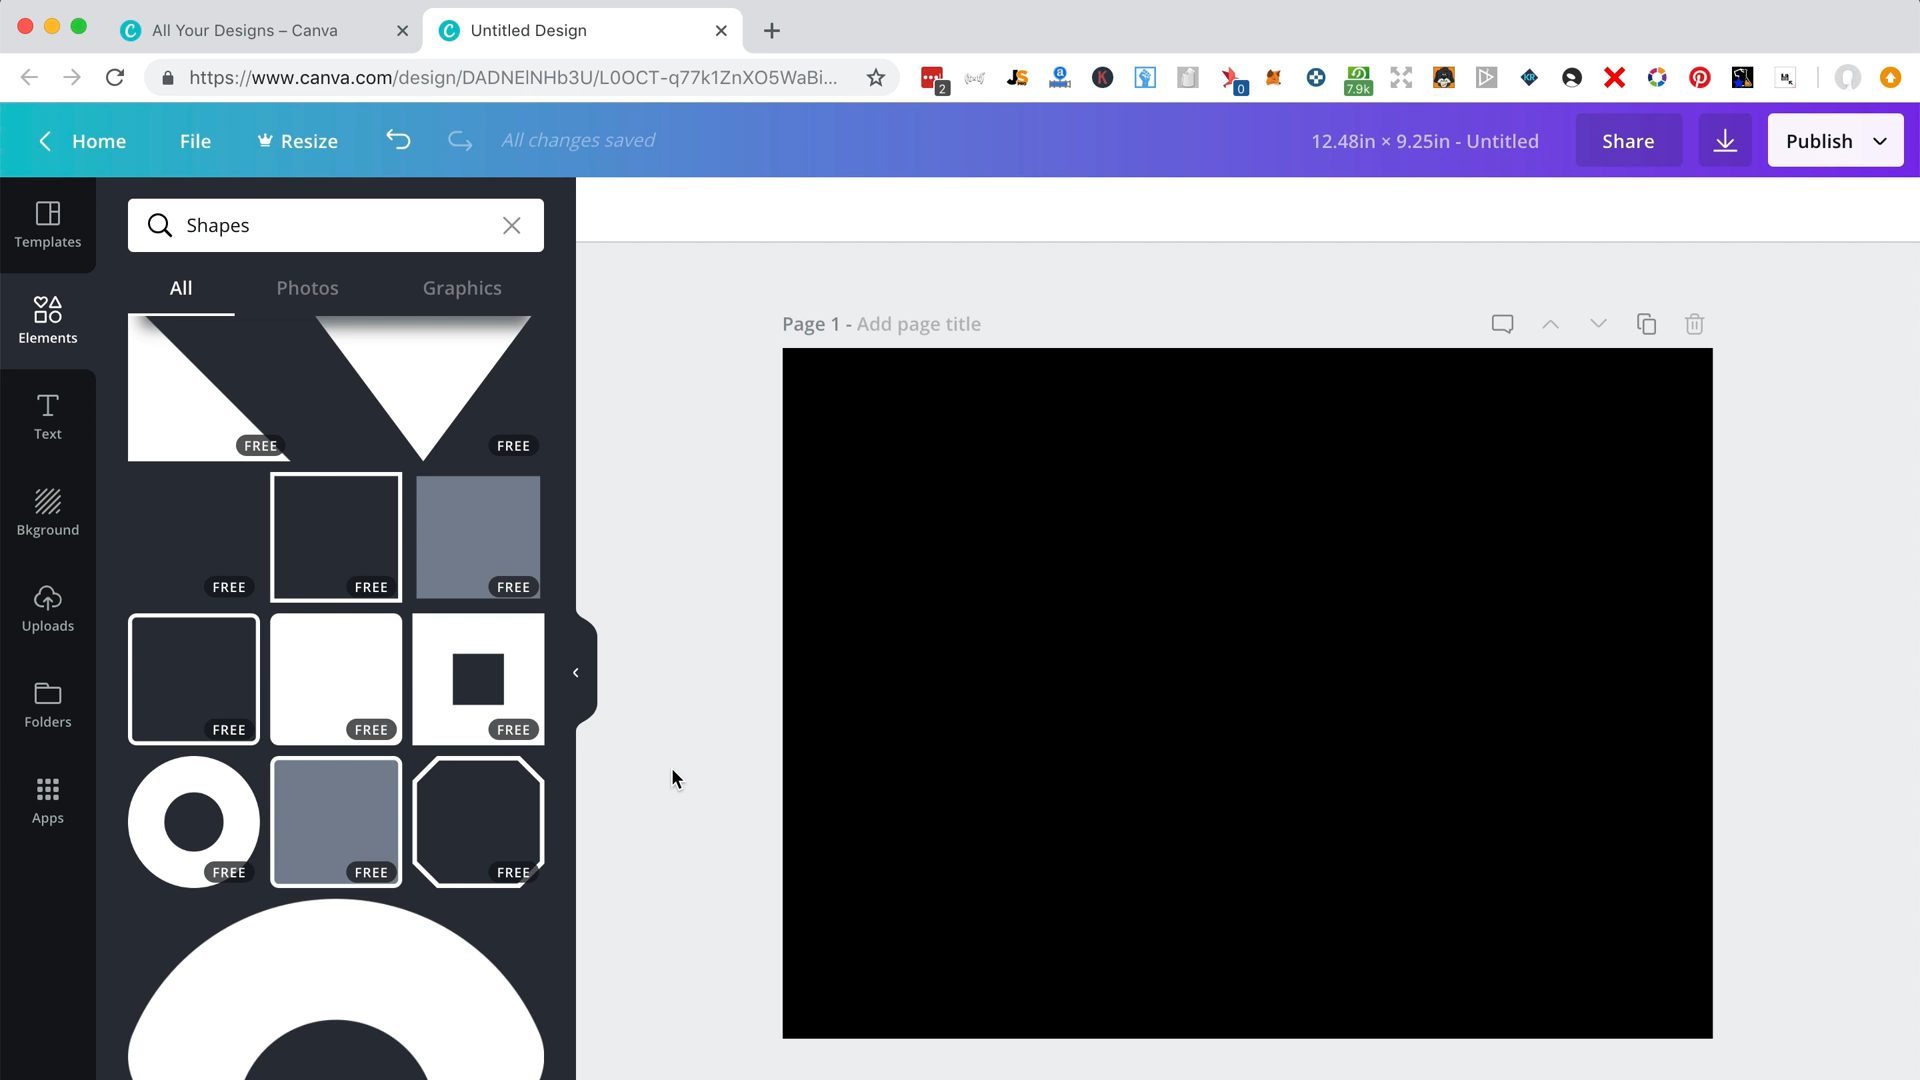 All Your Designs – Canva
Untitled Design
https://www.canva.com/design/DADNEINHb3U/L0OCT-q77k1ZnXO5WaBi...
2
JS
a
K
0
7.9k
KR
Home
File
Resize
All changes saved
12.48in × 9.25in - Untitled
Share
Publish
Templates
Elements
Text
Bkground
Uploads
Folders
Apps
Shapes
All
Photos
Graphics
FREE
FREE
FREE
FREE
FREE
FREE
FREE
FREE
FREE
FREE
FREE
Page 1 - Add page title